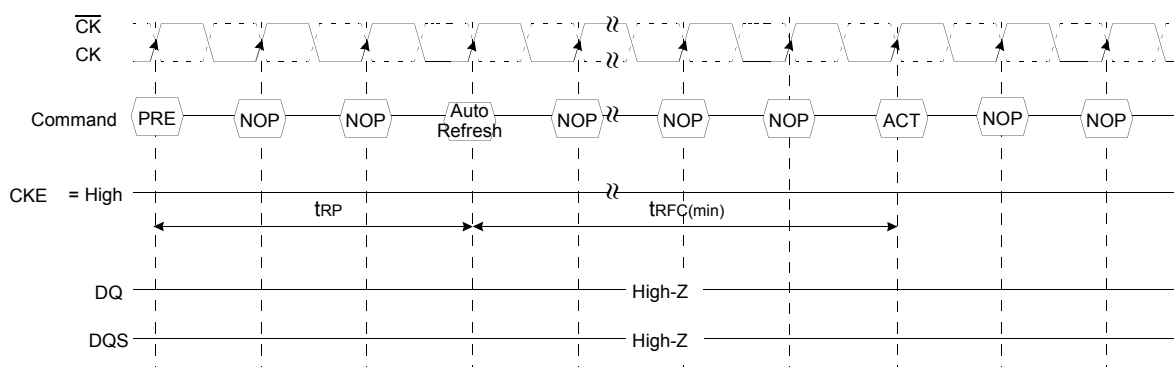 C̅K̅
CK
Command PRE NOP NOP Auto Refresh NOP NOP NOP ACT NOP NOP
CKE = High
tRP tRFC(min)
DQ High-Z
DQS High-Z